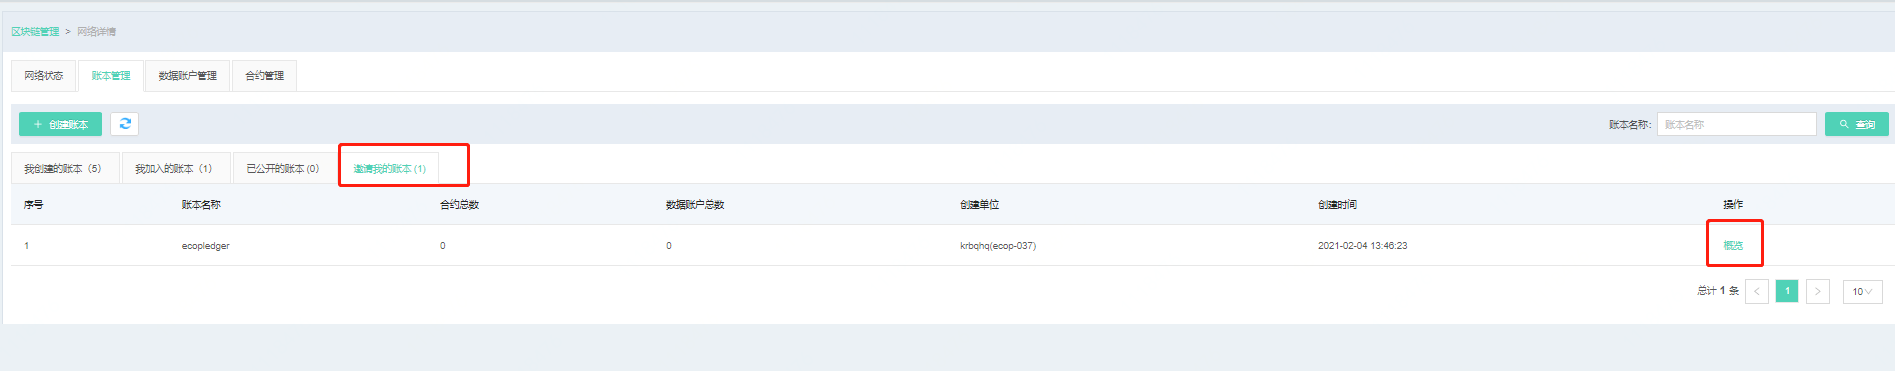 区块链管理 > 网络详情
网络状态 账本管理 数据账户管理 合约管理
+ 创建账本 账本名称: 账本名称 查询
我创建的账本（5） 我加入的账本（1） 已公开的账本 (0) 邀请我的账本 (1)
序号 账本名称 合约总数 数据账户总数 创建单位 创建时间 操作
1 ecopledger 0 0 krbqhq(ecop-037) 2021-02-04 13:46:23 概览
总计 1 条 < 1 > 10